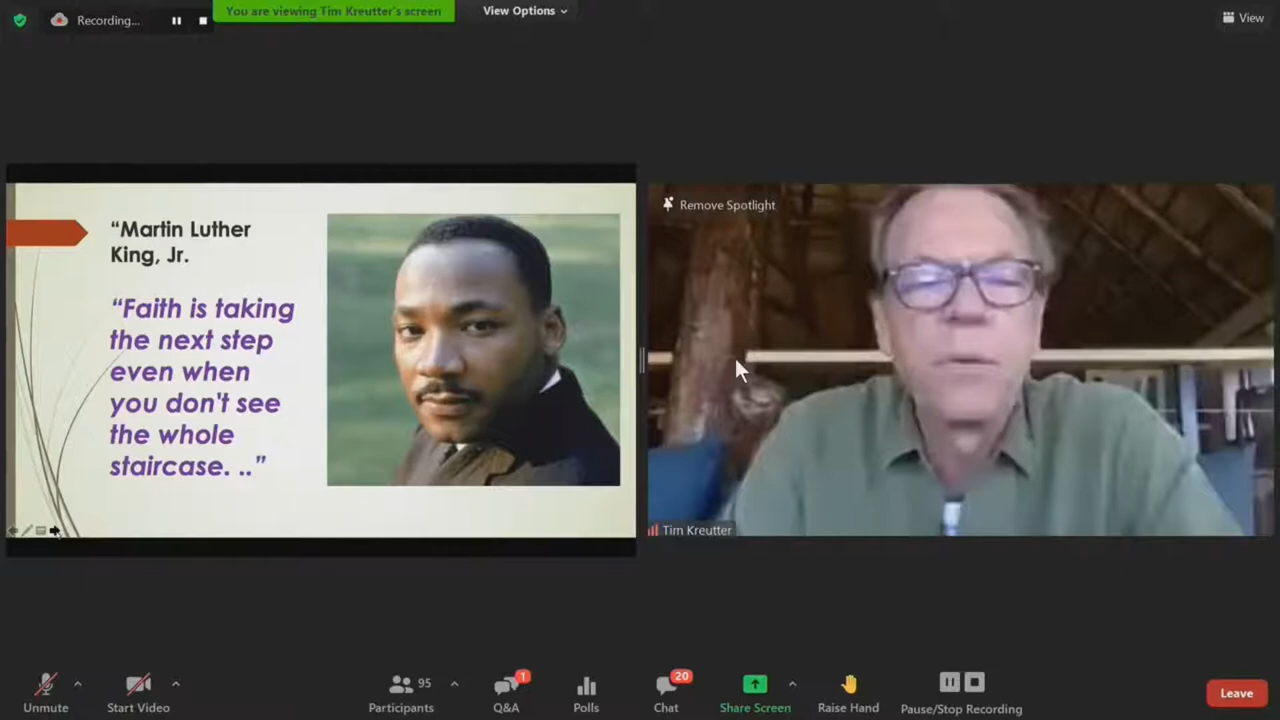 Recording...
You are viewing Tim Kreutter's screen
View Options
View
“Martin Luther
King, Jr.
“Faith is taking
the next step
even when
you don't see
the whole
staircase. ..”
Remove Spotlight
Tim Kreutter
Unmute
Start Video
95
Participants
1
Q&A
Polls
20
Chat
Share Screen
Raise Hand
Pause/Stop Recording
Leave